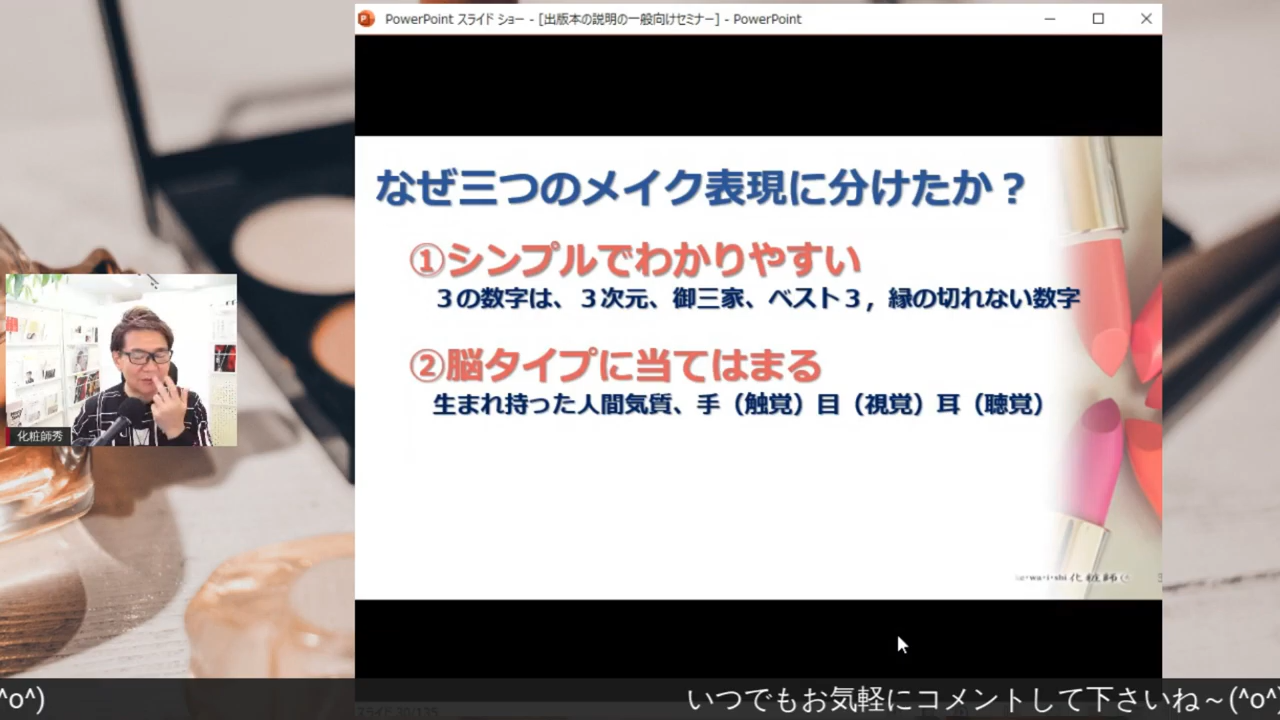 PowerPoint スライド ショー - [出版本の説明の一般向けセミナー] - PowerPoint
なぜ三つのメイク表現に分けたか？
①シンプルでわかりやすい
３の数字は、３次元、御三家、ベスト３，縁の切れない数字
②脳タイプに当てはまる
生まれ持った人間気質、手（触覚）目（視覚）耳（聴覚）
化粧師秀
^o^)
いつでもお気軽にコメントして下さいね～(^o^)